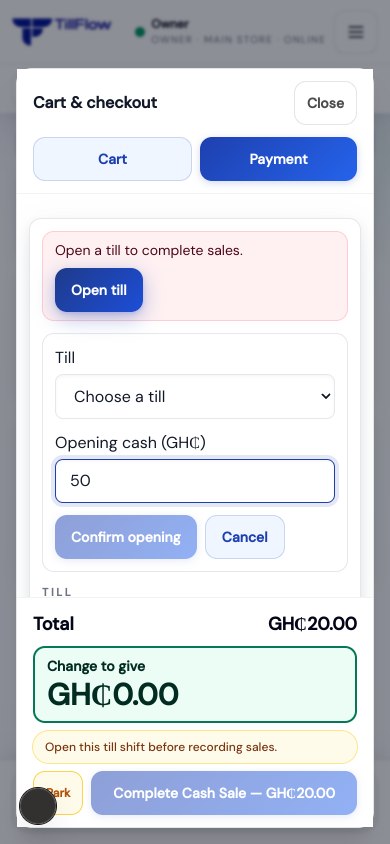 TillFlow
Owner
OWNER · MAIN STORE · ONLINE
Cart & checkout
Close
Cart
Payment
Open a till to complete sales.
Open till
Till
Choose a till
Opening cash (GH₵)
50
Confirm opening
Cancel
TILL
Total
GH₵20.00
Change to give
GH₵0.00
Open this till shift before recording sales.
Park
Complete Cash Sale — GH₵20.00